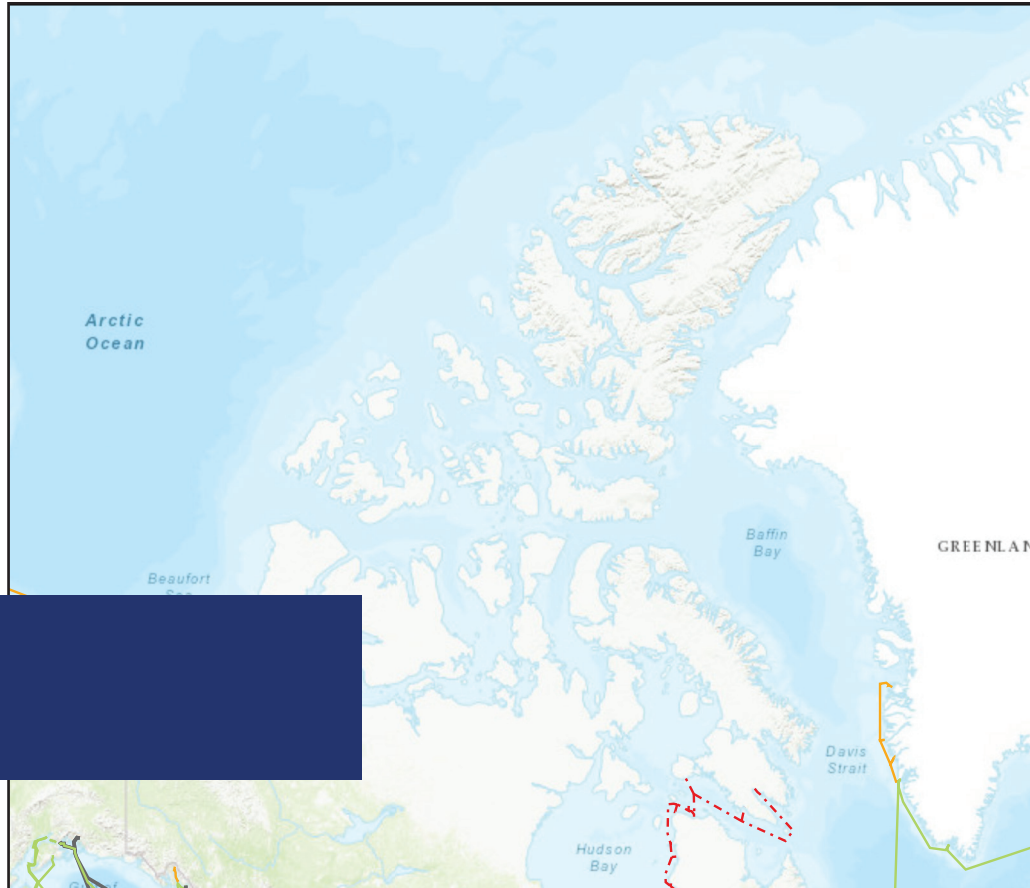 Arctic
Ocean
Baffin
Bay
GREENLAN
Beaufort
Davis
Strait
Hudson
Bay